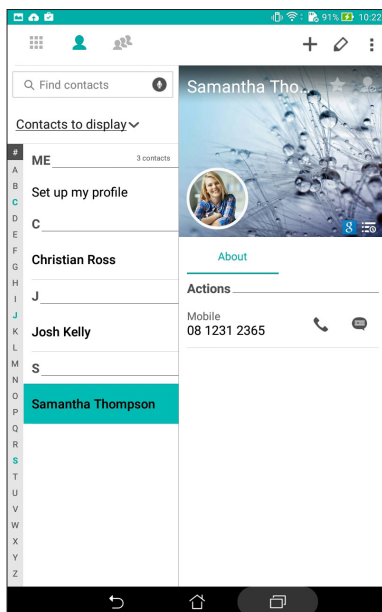 91% 10:22
Find contacts
Contacts to display
ME 3 contacts
Set up my profile
C
Christian Ross
J
Josh Kelly
S
Samantha Thompson
#
A
B
C
D
E
F
G
H
I
J
K
L
M
N
O
P
Q
R
S
T
U
V
W
X
Y
Z
Samantha Tho...
8
About
Actions
Mobile
08 1231 2365